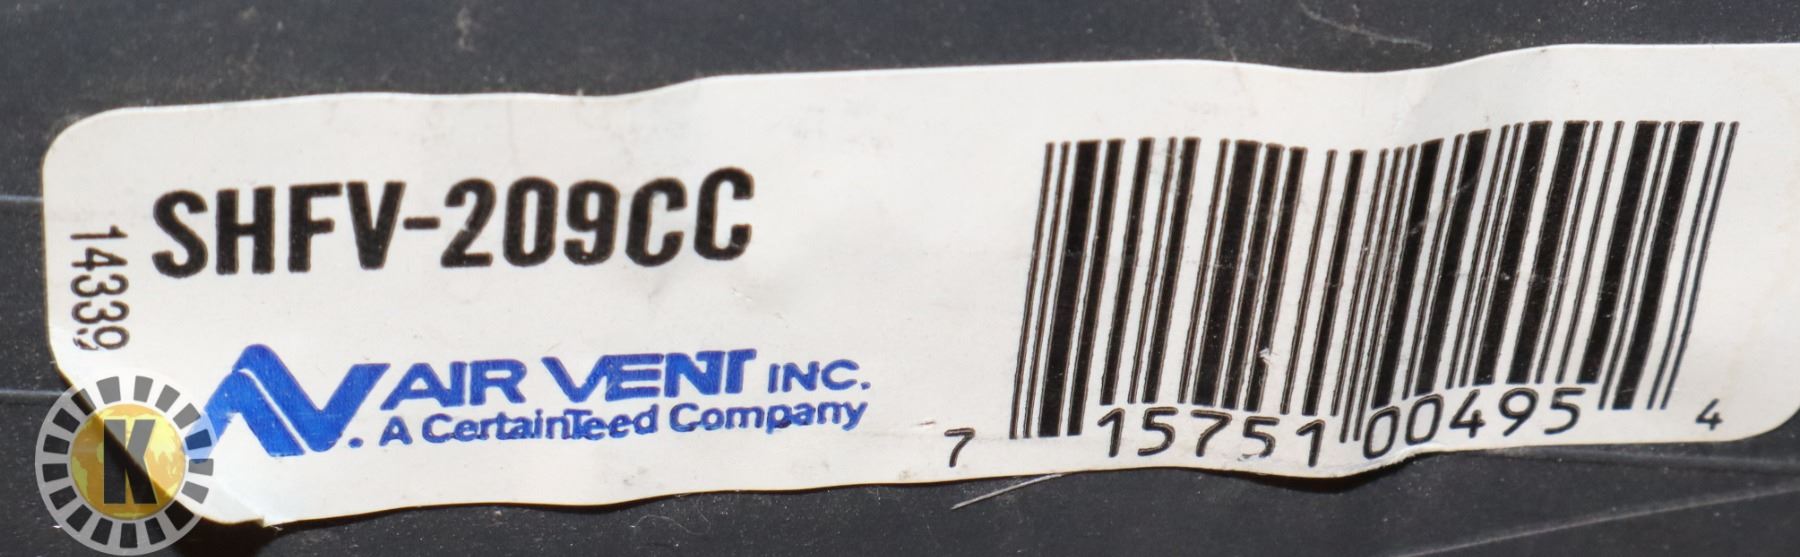 SHFV-209CC
14339
AIR VENT INC.
A CertainTeed Company
7 15751 00495 4
K